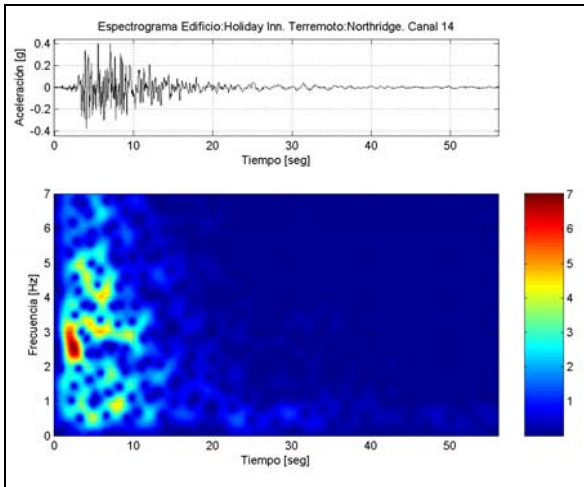 Espectrograma Edificio:Holiday Inn. Terremoto:Northridge. Canal 14
Aceleración [g]
0.4
0.2
0
-0.2
-0.4
0 10 20 30 40 50
Tiempo [seg]
Frecuencia [Hz]
7
6
5
4
3
2
1
0
0 10 20 30 40 50
Tiempo [seg]
7
6
5
4
3
2
1